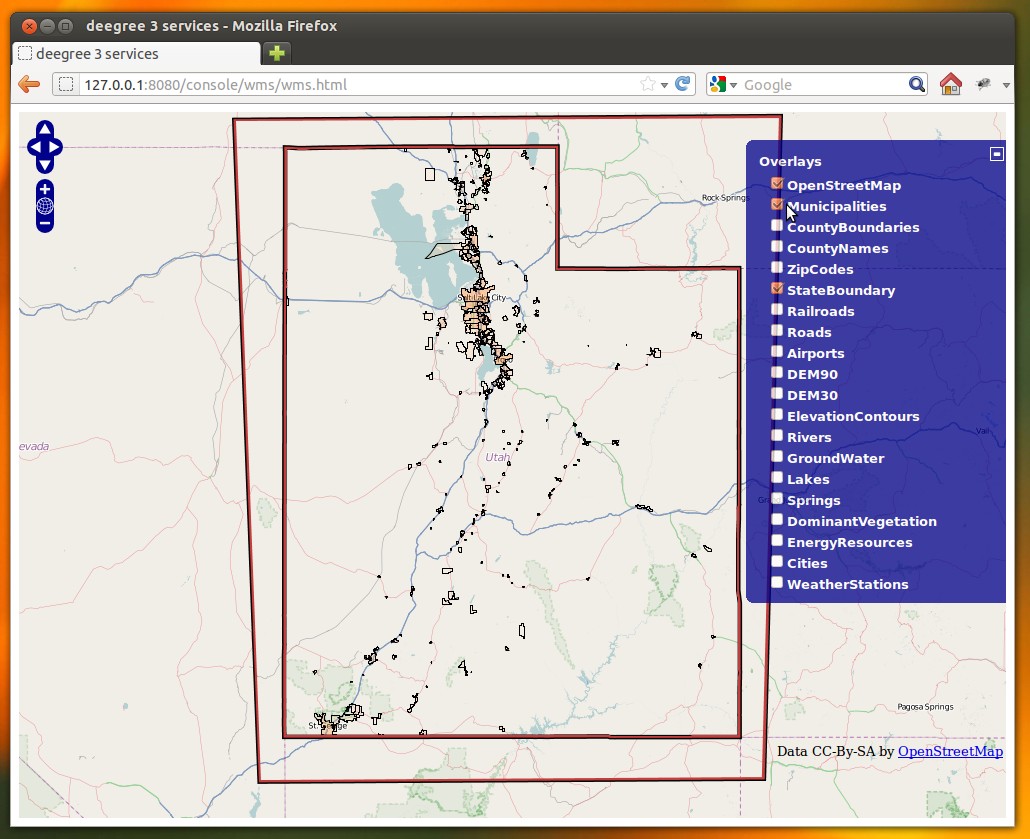 deegree 3 services - Mozilla Firefox
deegree 3 services
127.0.0.1:8080/console/wms/wms.html
Google
Overlays
OpenStreetMap
Municipalities
CountyBoundaries
CountyNames
ZipCodes
StateBoundary
Railroads
Roads
Airports
DEM90
DEM30
ElevationContours
Rivers
GroundWater
Lakes
Springs
DominantVegetation
EnergyResources
Cities
WeatherStations
Rock Springs
Salt Lake City
evada
Utah
Vail
St. George
Pagosa Springs
Data CC-By-SA by OpenStreetMap